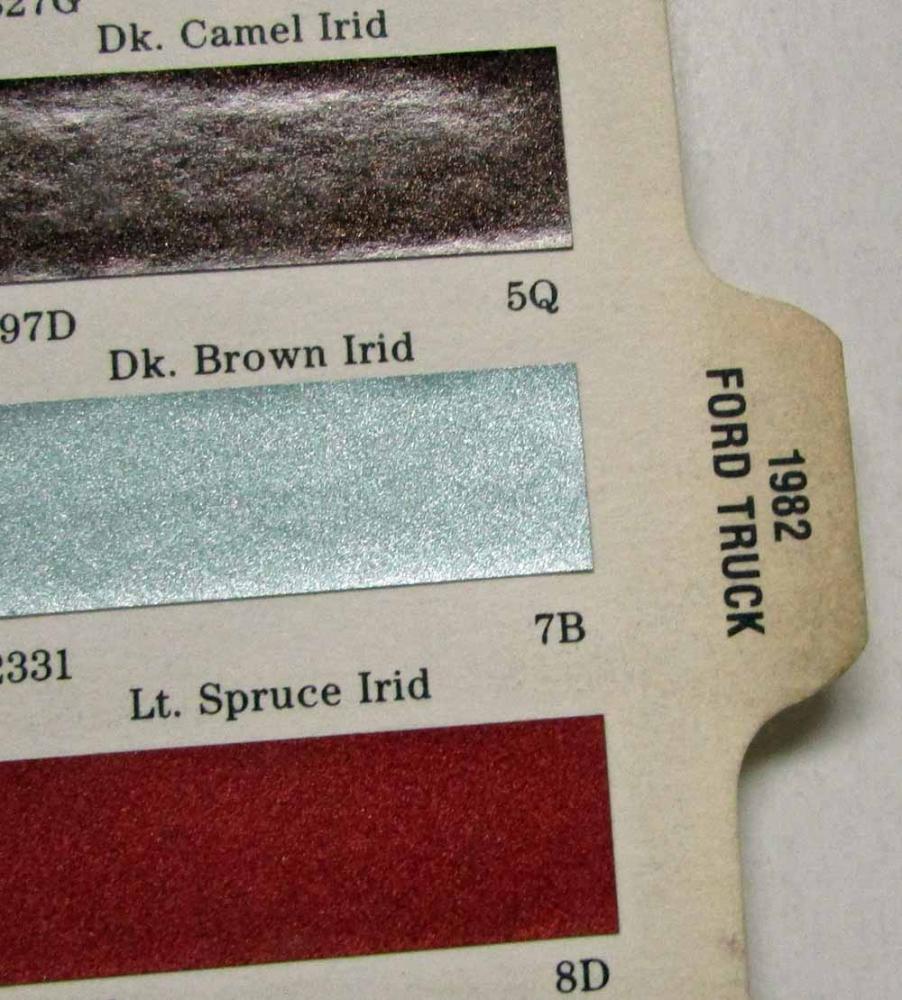 Dk. Camel Irid
97D
5Q
Dk. Brown Irid
2331
7B
Lt. Spruce Irid
8D
1982
FORD TRUCK